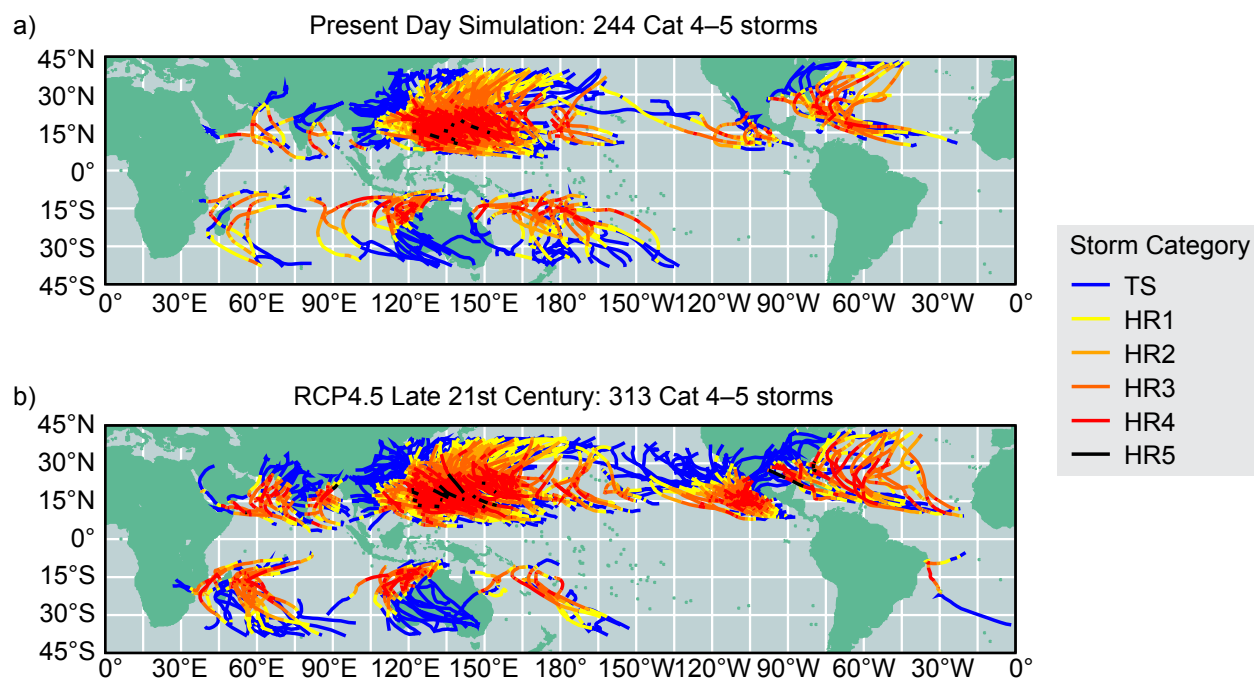 a)
Present Day Simulation: 244 Cat 4–5 storms
45°N
30°N
15°N
0°
15°S
30°S
45°S
0° 30°E 60°E 90°E 120°E 150°E 180° 150°W 120°W 90°W 60°W 30°W 0°
b)
RCP4.5 Late 21st Century: 313 Cat 4–5 storms
45°N
30°N
15°N
0°
15°S
30°S
45°S
0° 30°E 60°E 90°E 120°E 150°E 180° 150°W 120°W 90°W 60°W 30°W 0°
Storm Category
TS
HR1
HR2
HR3
HR4
HR5